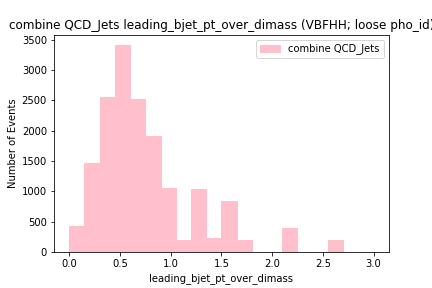 combine QCD_Jets leading_bjet_pt_over_dimass (VBFHH; loose pho_id)
combine QCD_Jets
3500
3000
2500
2000
1500
1000
500
0
Number of Events
0.0 0.5 1.0 1.5 2.0 2.5 3.0
leading_bjet_pt_over_dimass